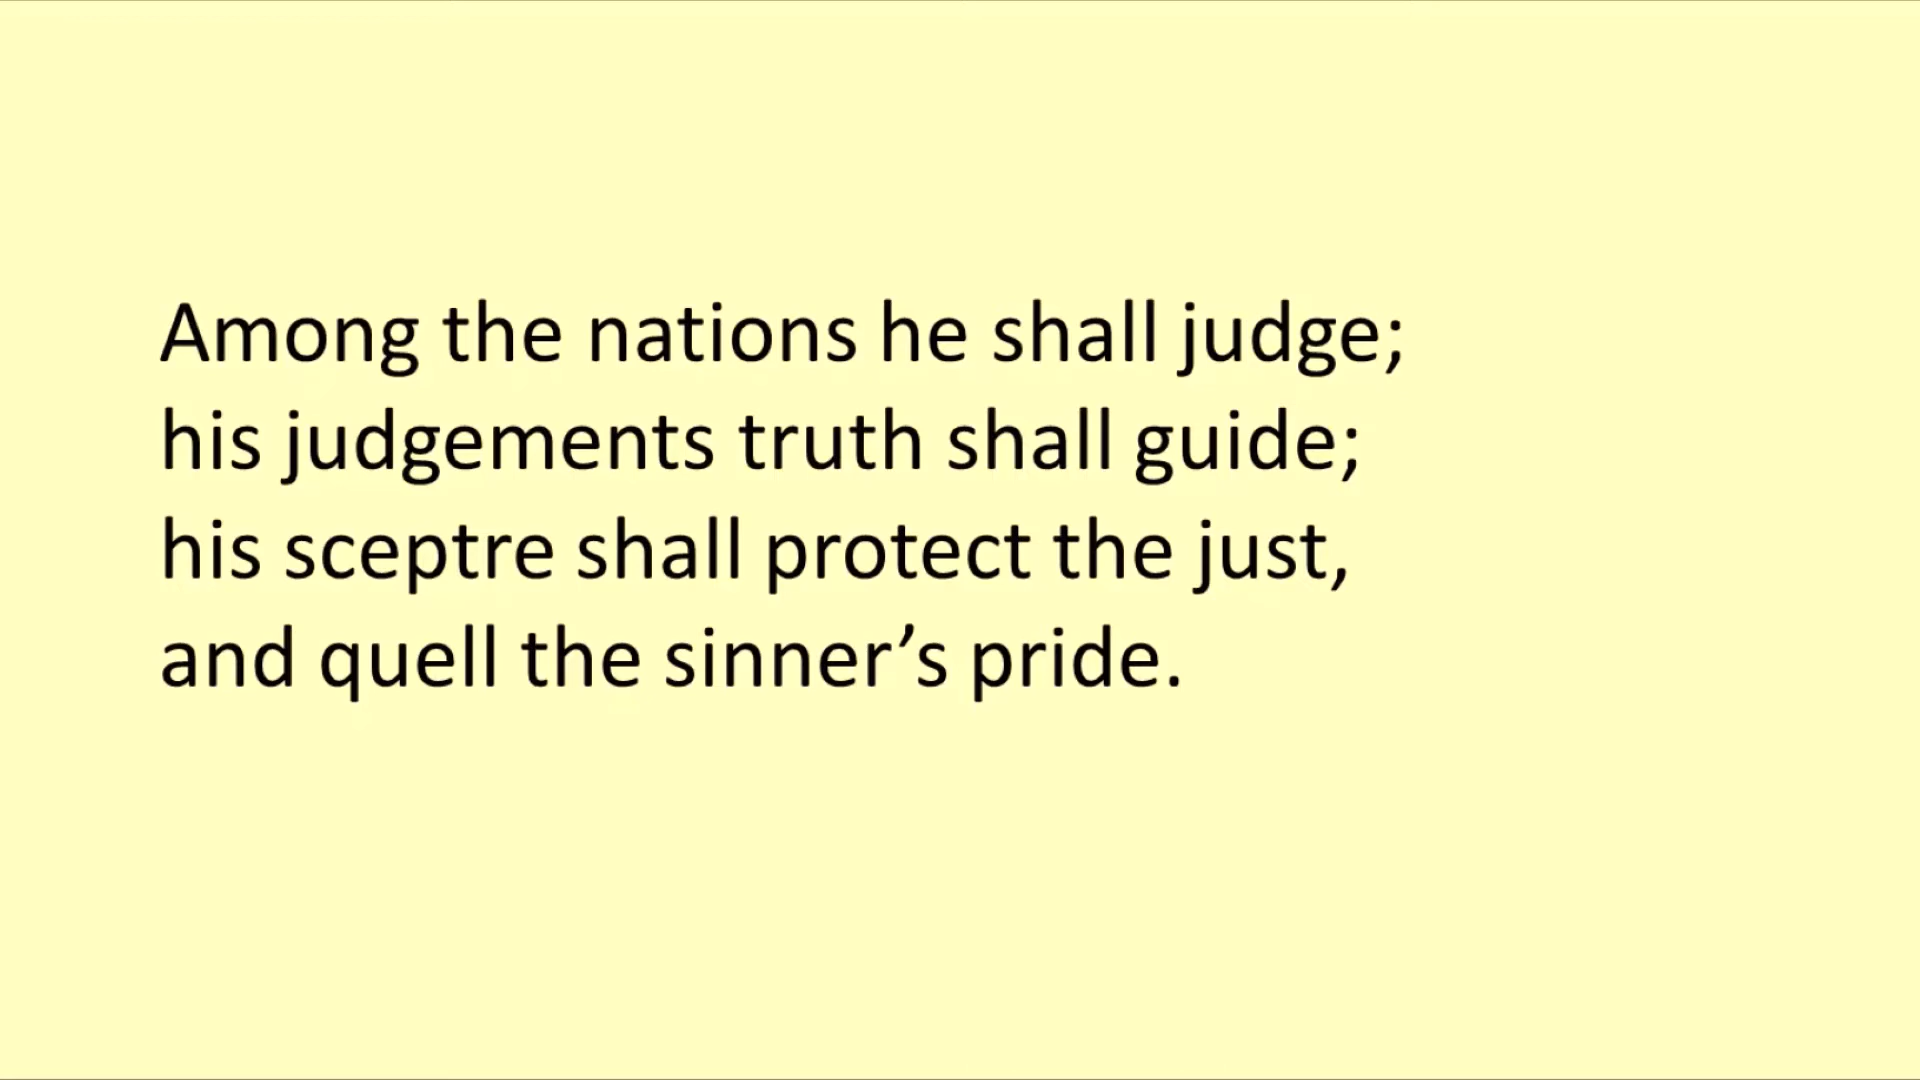 Among the nations he shall judge;
his judgements truth shall guide;
his sceptre shall protect the just,
and quell the sinner’s pride.